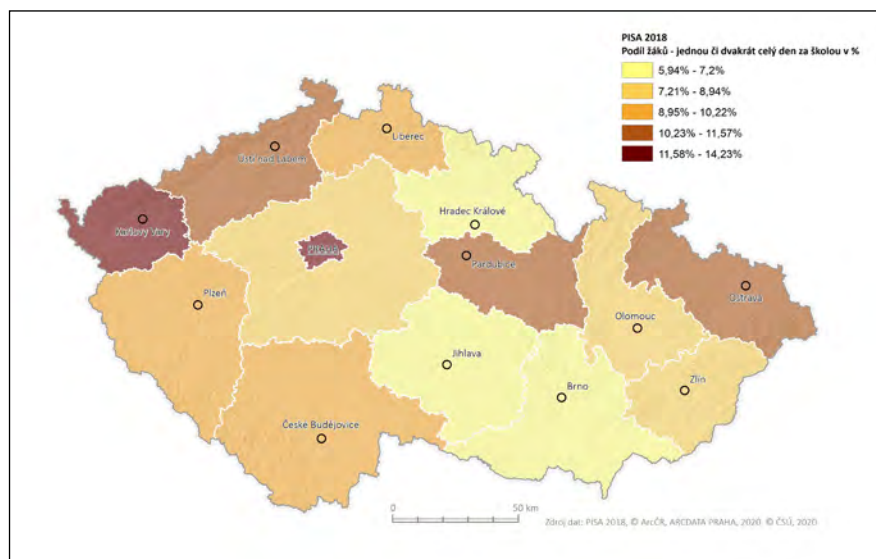 PISA 2018
Podíl žáků - jednou či dvakrát celý den za školou v %
5,94% - 7,2%
7,21% - 8,94%
8,95% - 10,22%
10,23% - 11,57%
11,58% - 14,23%
Liberec
Ústí nad Labem
Hradec Králové
Karlovy Vary
Praha
Pardubice
Ostrava
Plzeň
Olomouc
Jihlava
Zlín
Brno
České Budějovice
0 50 km
Zdroj dat: PISA 2018, © ArcČR, ARCDATA PRAHA, 2020 © ČSÚ, 2020